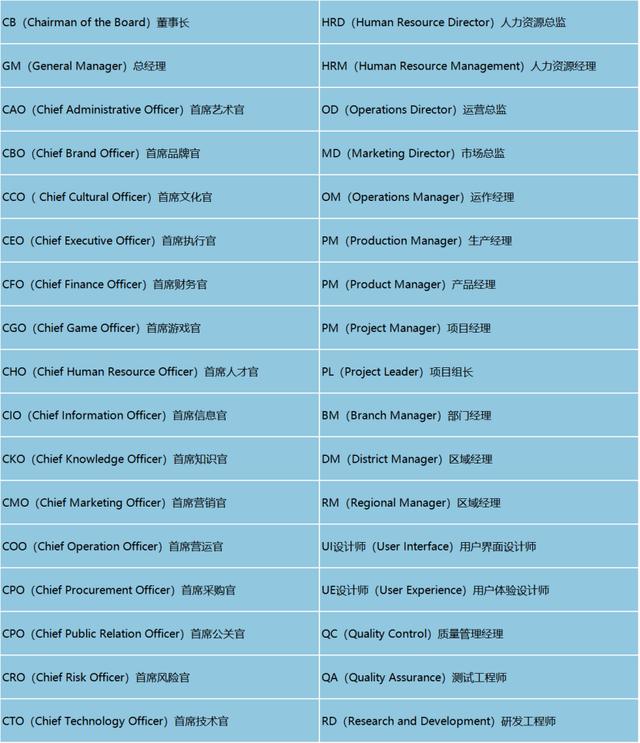 CB（Chairman of the Board）董事长
HRD（Human Resource Director）人力资源总监
GM（General Manager）总经理
HRM（Human Resource Management）人力资源经理
CAO（Chief Administrative Officer）首席艺术官
OD（Operations Director）运营总监
CBO（Chief Brand Officer）首席品牌官
MD（Marketing Director）市场总监
CCO（ Chief Cultural Officer）首席文化官
OM（Operations Manager）运作经理
CEO（Chief Executive Officer）首席执行官
PM（Production Manager）生产经理
CFO（Chief Finance Officer）首席财务官
PM（Product Manager）产品经理
CGO（Chief Game Officer）首席游戏官
PM（Project Manager）项目经理
CHO（Chief Human Resource Officer）首席人才官
PL（Project Leader）项目组长
CIO（Chief Information Officer）首席信息官
BM（Branch Manager）部门经理
CKO（Chief Knowledge Officer）首席知识官
DM（District Manager）区域经理
CMO（Chief Marketing Officer）首席营销官
RM（Regional Manager）区域经理
COO（Chief Operation Officer）首席营运官
UI设计师（User Interface）用户界面设计师
CPO（Chief Procurement Officer）首席采购官
UE设计师（User Experience）用户体验设计师
CPO（Chief Public Relation Officer）首席公关官
QC（Quality Control）质量管理经理
CRO（Chief Risk Officer）首席风险官
QA（Quality Assurance）测试工程师
CTO（Chief Technology Officer）首席技术官
RD（Research and Development）研发工程师